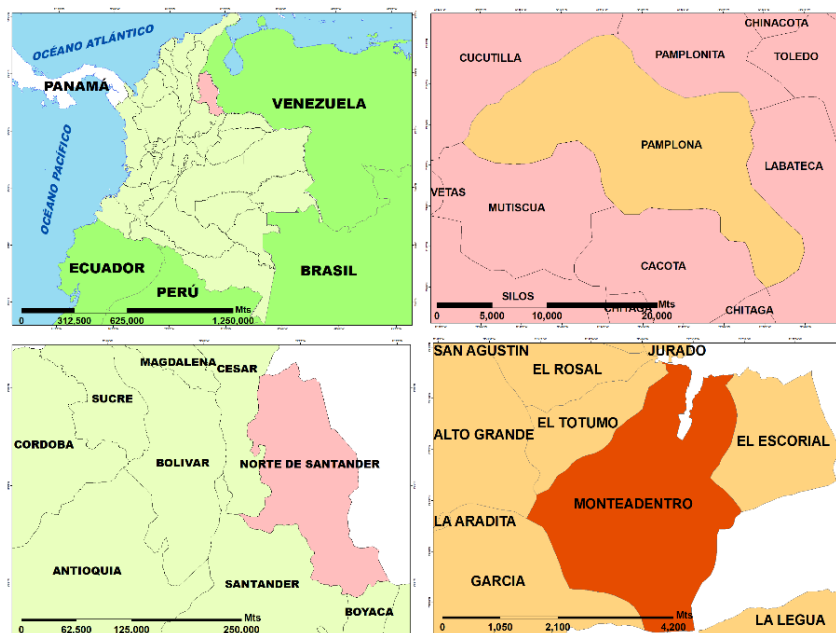 OCÉANO ATLÁNTICO
PANAMÁ
VENEZUELA
OCÉANO PACÍFICO
ECUADOR
BRASIL
PERÚ
Mts
0 312,500 625,000 1,250,000
CHINACOTA
CUCUTILLA
PAMPLONITA
TOLEDO
PAMPLONA
LABATECA
VETAS
MUTISCUA
CACOTA
SILOS
CHITAGA
CHITAGA
Mts
0 5,000 10,000 20,000
MAGDALENA
CESAR
SUCRE
CORDOBA
BOLIVAR
NORTE DE SANTANDER
ANTIOQUIA
SANTANDER
BOYACA
Mts
0 62,500 125,000 250,000
SAN AGUSTIN
JURADO
EL ROSAL
EL TOTUMO
ALTO GRANDE
EL ESCORIAL
MONTEADENTRO
LA ARADITA
GARCIA
LA LEGUA
Mts
0 1,050 2,100 4,200